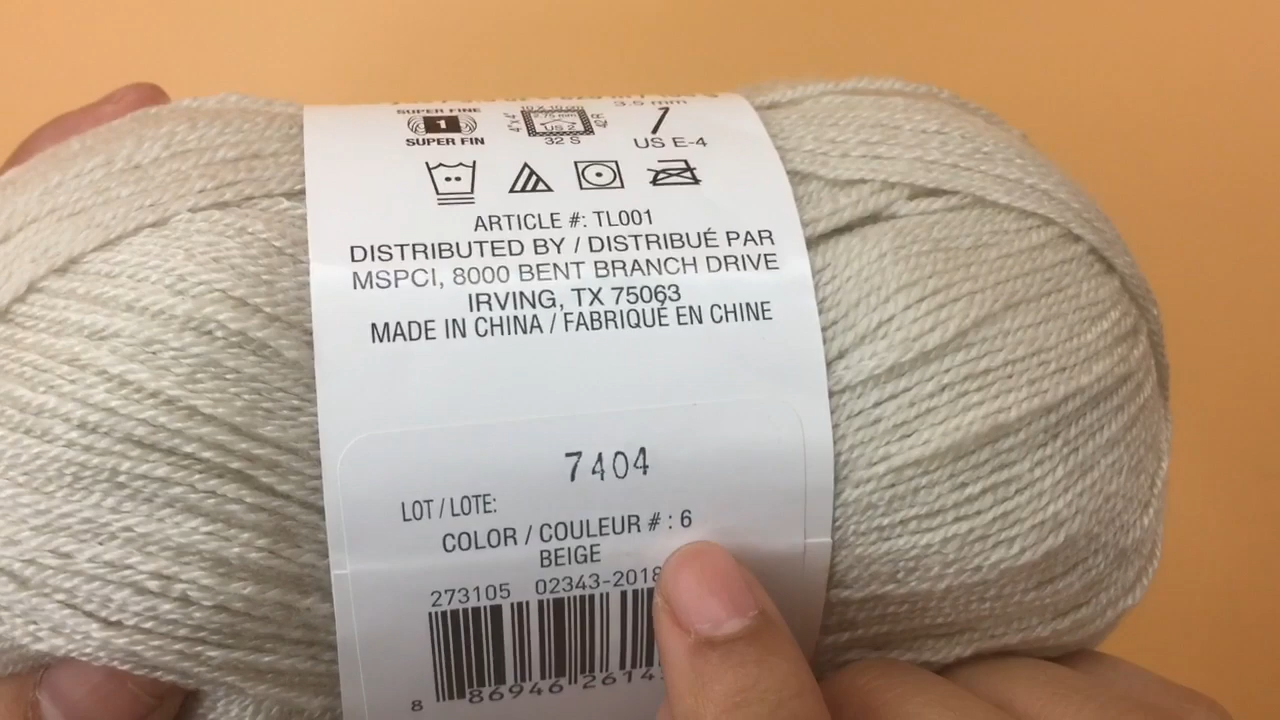 SUPER FINE
1
SUPER FIN
10 X 10 cm
4" x 4"
2.75 mm
US 2
42 R
32 S
3.5 mm
US E-4
ARTICLE #: TL001
DISTRIBUTED BY / DISTRIBUÉ PAR
MSPCI, 8000 BENT BRANCH DRIVE
IRVING, TX 75063
MADE IN CHINA / FABRIQUÉ EN CHINE
7404
LOT / LOTE:
COLOR / COULEUR # : 6
BEIGE
273105 02343-2018
8 86946 2614